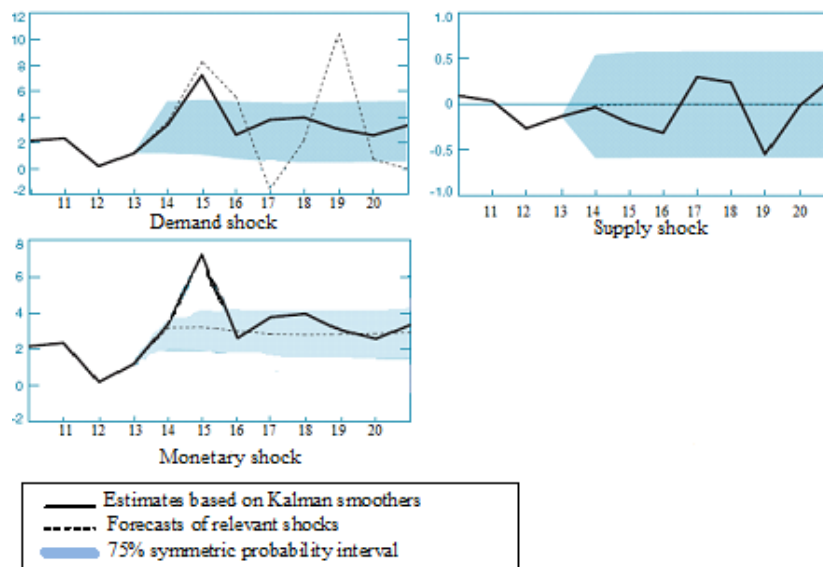 12
10
8
6
4
2
0
-2
11 12 13 14 15 16 17 18 19 20
Demand shock
1.0
0.5
0
-0.5
-1.0
11 12 13 14 15 16 17 18 19 20
Supply shock
8
6
4
2
0
-2
11 12 13 14 15 16 17 18 19 20
Monetary shock
Estimates based on Kalman smoothers
Forecasts of relevant shocks
75% symmetric probability interval